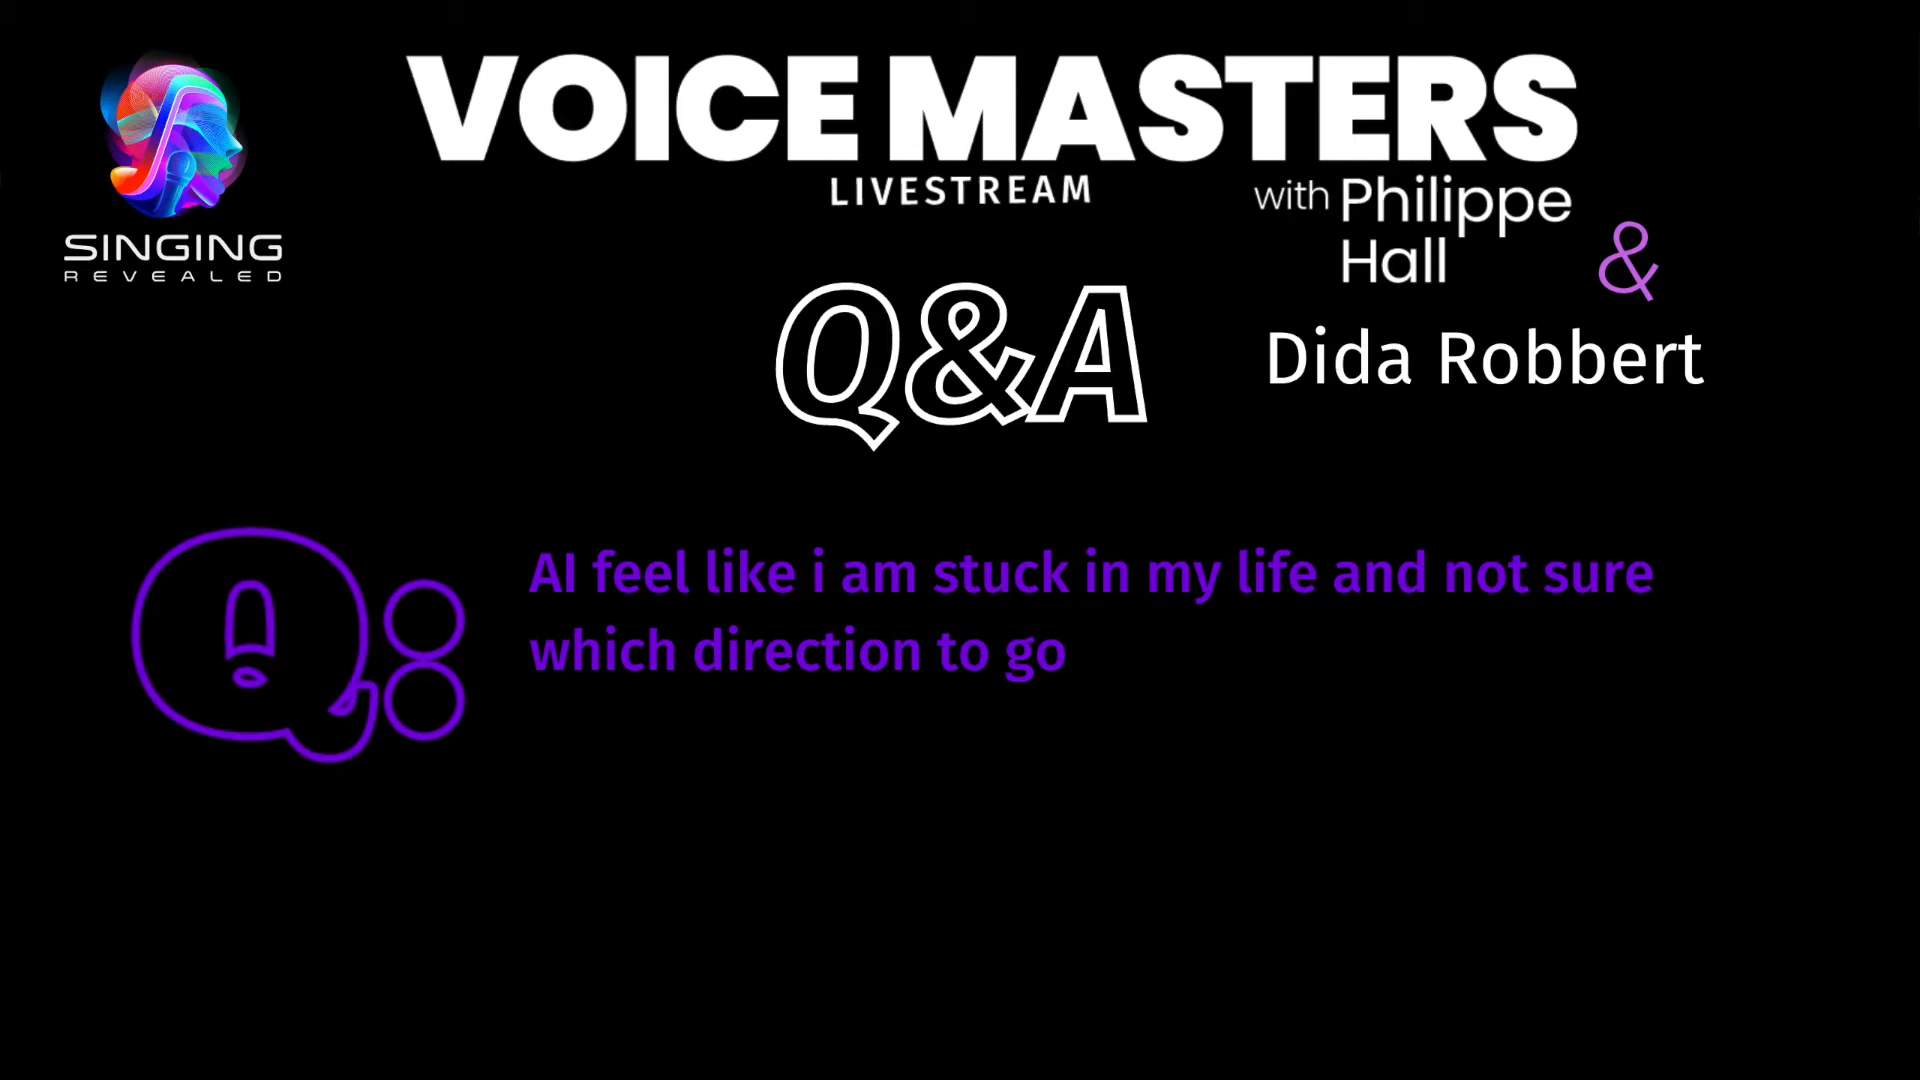 VOICE MASTERS
LIVESTREAM
with Philippe
Hall
&
Dida Robbert
SINGING
REVEALED
Q&A
Q:
AI feel like i am stuck in my life and not sure
which direction to go